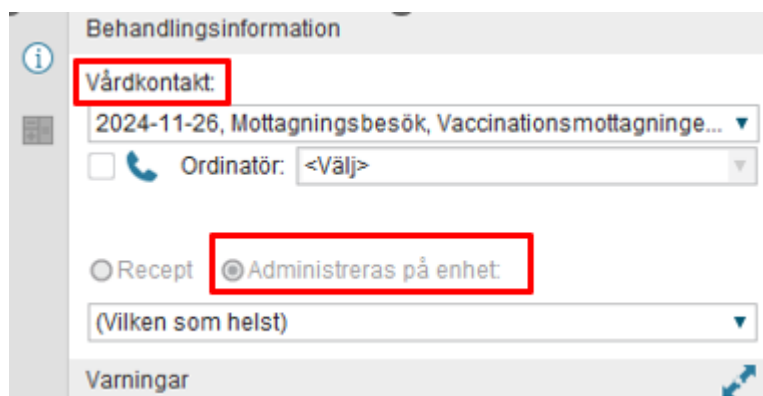 Behandlingsinformation
Vårdkontakt:
2024-11-26, Mottagningsbesök, Vaccinationsmottagninge...
Ordinatör: <Välj>
Recept Administreras på enhet:
(Vilken som helst)
Varningar